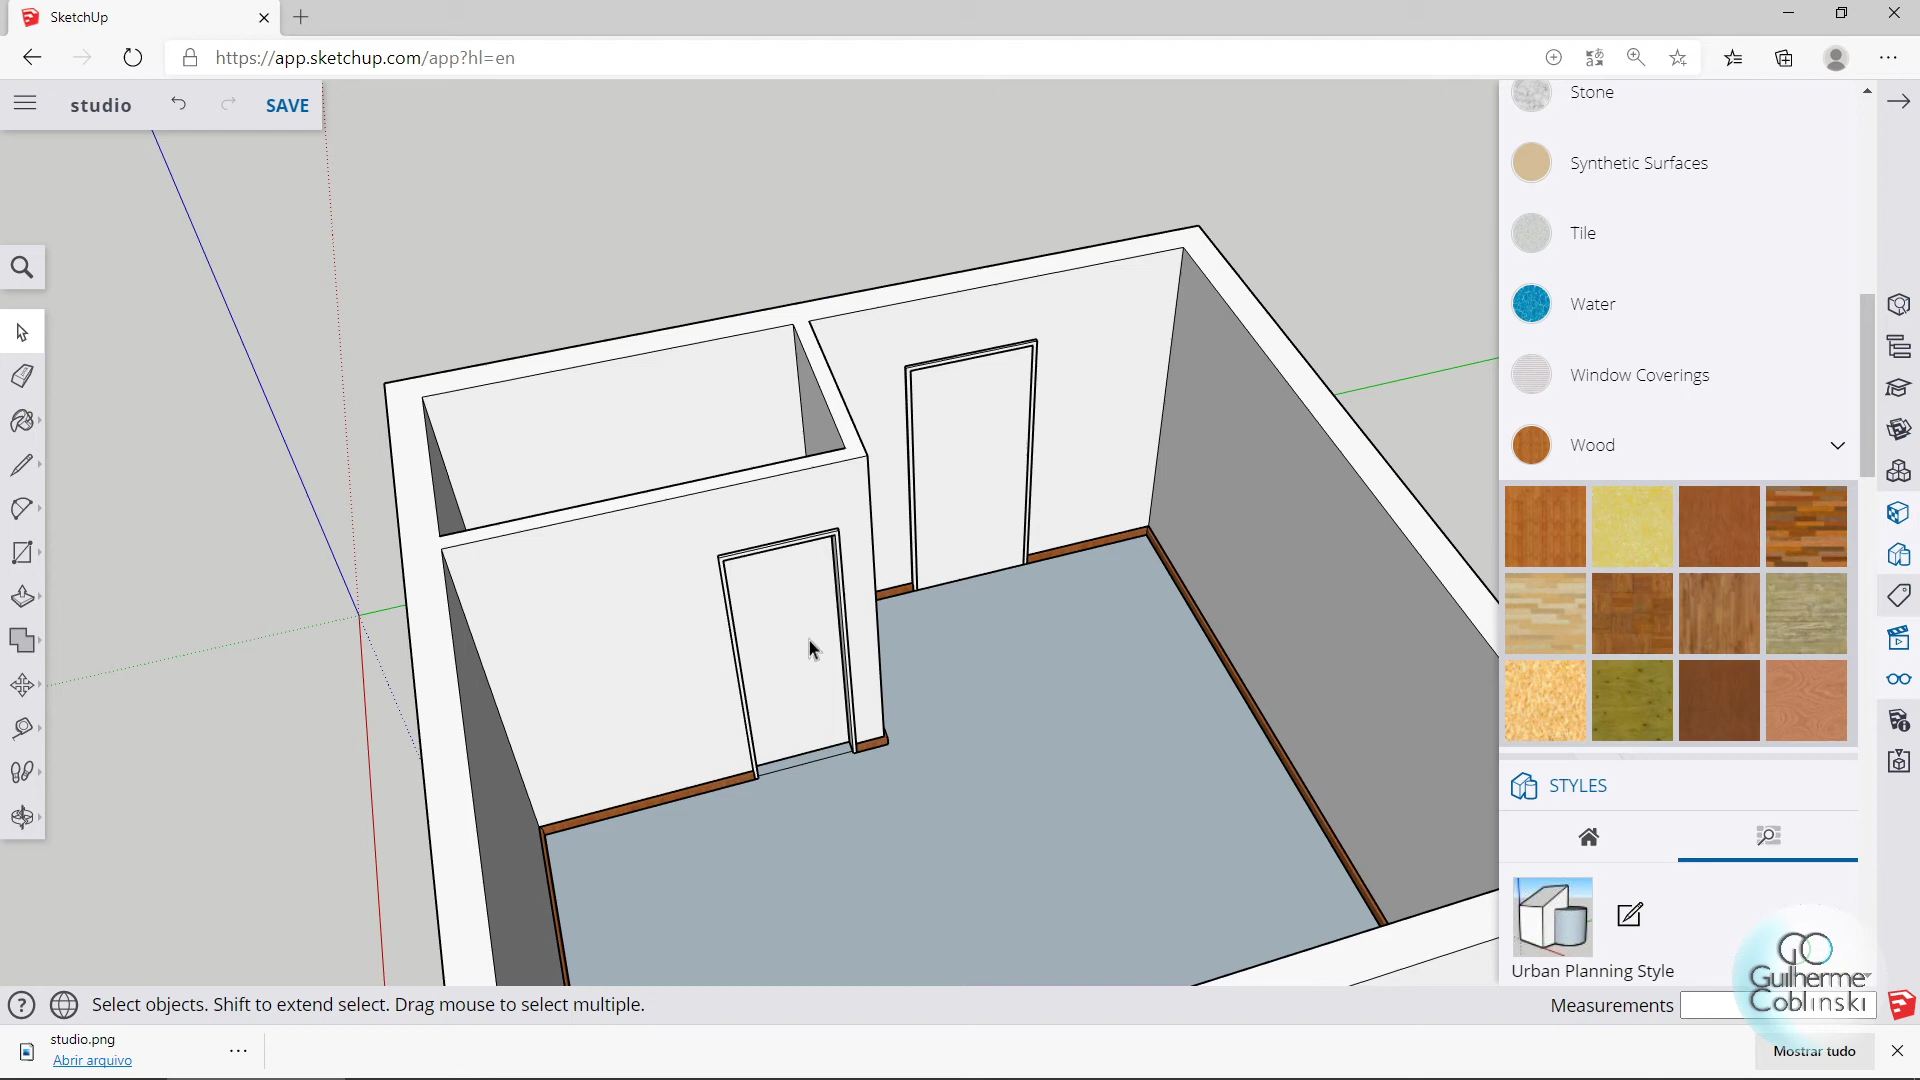 SketchUp
https://app.sketchup.com/app?hl=en
studio
SAVE
Stone
Synthetic Surfaces
Tile
Water
Window Coverings
Wood
STYLES
Urban Planning Style
Guilherme
Coblinski
Select objects. Shift to extend select. Drag mouse to select multiple.
Measurements
studio.png
Abrir arquivo
Mostrar tudo